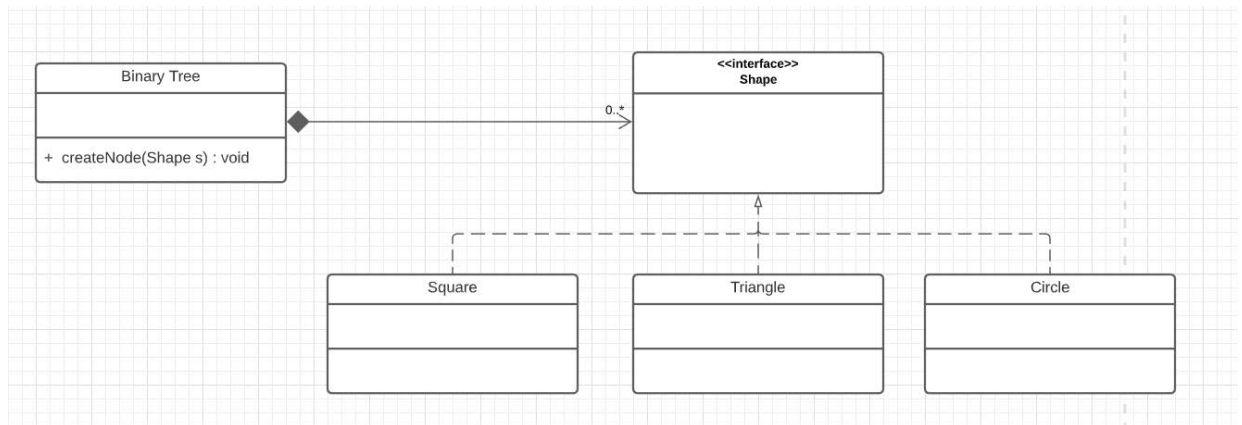 Binary Tree
+ createNode(Shape s) : void
0..*
<<interface>>
Shape
Square
Triangle
Circle